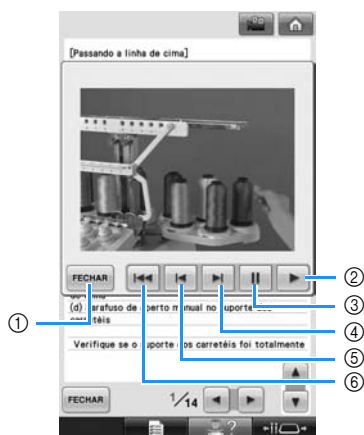 [Passando a linha de cima]
FECHAR
(d) Parafuso de aperto manual no suporte dos
carretéis
Verifique se o suporte dos carretéis foi totalmente
FECHAR
1/14
?
①
②
③
④
⑤
⑥